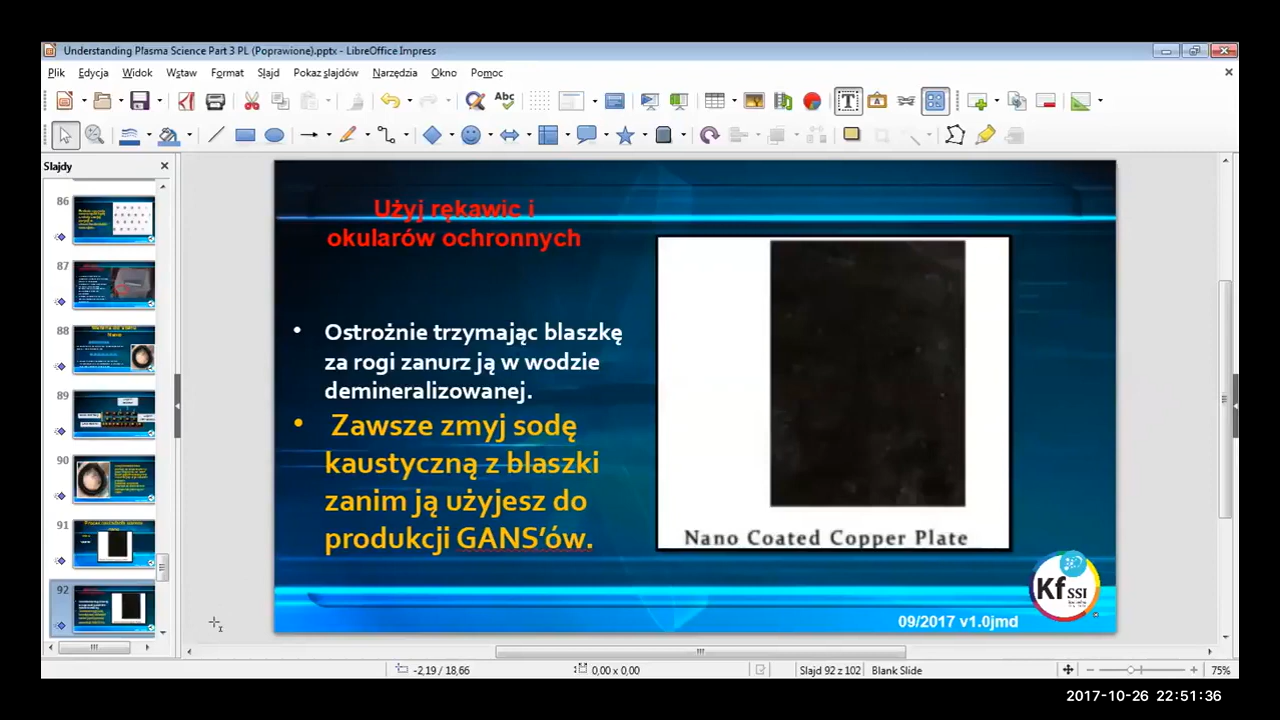 Understanding Plasma Science Part 3 PL (Poprawione).pptx - LibreOffice Impress
Plik Edycja Widok Wstaw Format Slajd Pokaz slajdów Narzędzia Okno Pomoc
Abc
Slajdy
86
87
88
89
90
91
92
Użyj rękawic i
okularów ochronnych
• Ostrożnie trzymając blaszkę
za rogi zanurz ją w wodzie
demineralizowanej.
• Zawsze zmyj sodę
kaustyczną z blaszki
zanim ją użyjesz do
produkcji GANS’ów.
Nano Coated Copper Plate
Kf SSI
09/2017 v1.0jmd
-2,19 / 18,66 0,00 x 0,00 Slajd 92 z 102 Blank Slide 75%
2017-10-26 22:51:36